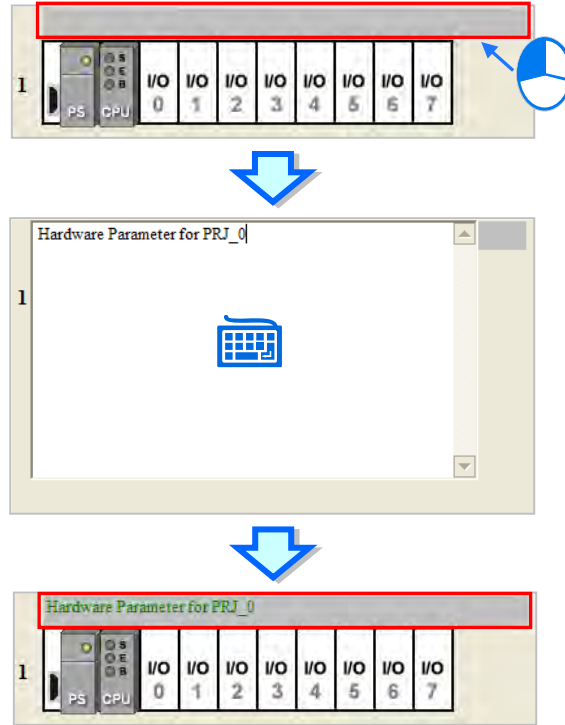 1
S
E
B
PS CPU
I/O I/O I/O I/O I/O I/O I/O I/O
0 1 2 3 4 5 6 7
Hardware Parameter for PRJ_0
1
Hardware Parameter for PRJ_0
1
S
E
B
PS CPU
I/O I/O I/O I/O I/O I/O I/O I/O
0 1 2 3 4 5 6 7